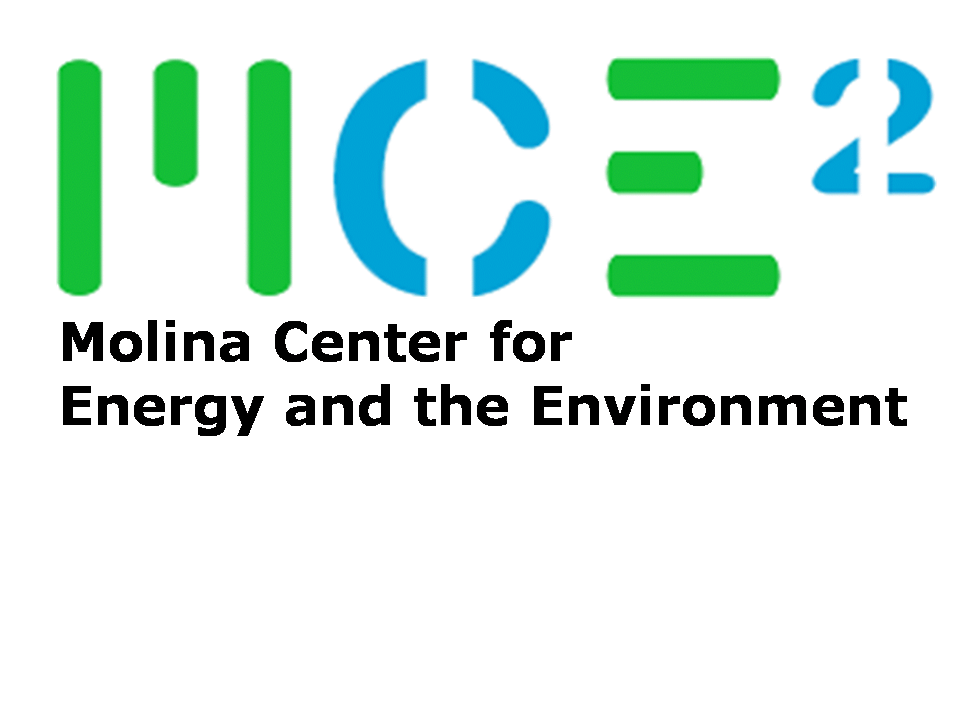 MCE²
Molina Center for
Energy and the Environment